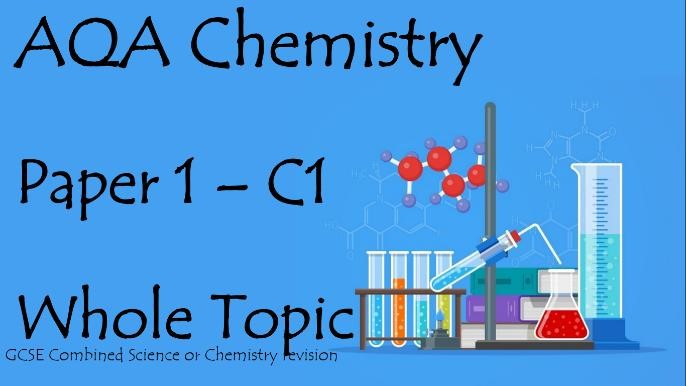 AQA Chemistry
Paper 1 – C1
Whole Topic
GCSE Combined Science or Chemistry revision